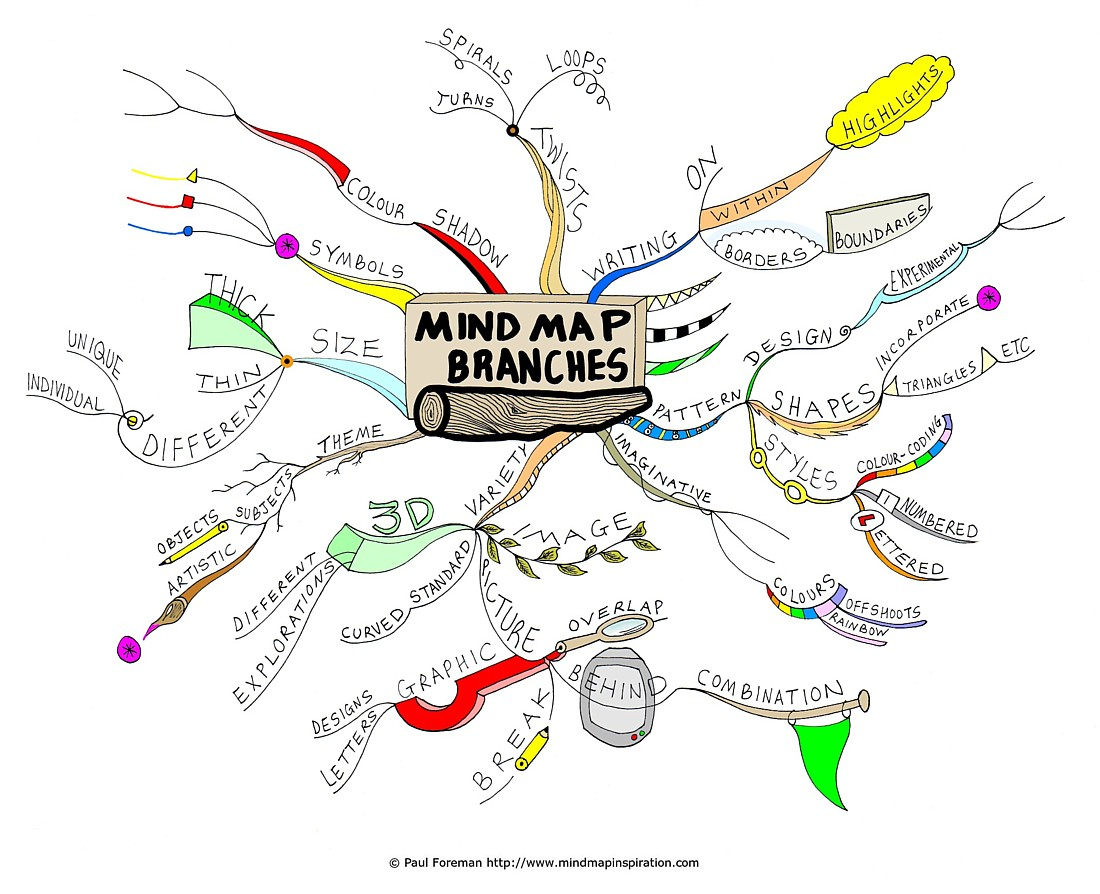 MIND MAP
BRANCHES
TWISTS
SPIRALS
LOOPS
TURNS
WRITING
ON
WITHIN
HIGHLIGHTS
BORDERS
BOUNDARIES
PATTERN
DESIGN
EXPERIMENTAL
SHAPES
INCORPORATE
TRIANGLES
ETC
STYLES
COLOUR-CODING
1 NUMBERED
LETTERED
IMAGINATIVE
COLOURS
OFFSHOOTS
RAINBOW
VARIETY
IMAGE
3D
DIFFERENT
EXPLORATIONS
CURVED STANDARD
PICTURE
OVERLAP
BEHIND
COMBINATION
BREAK
GRAPHIC
DESIGNS
LETTERS
THEME
SUBJECTS
OBJECTS
ARTISTIC
SIZE
THICK
THIN
DIFFERENT
UNIQUE
INDIVIDUAL
SYMBOLS
SHADOW
COLOUR
© Paul Foreman http://www.mindmapinspiration.com